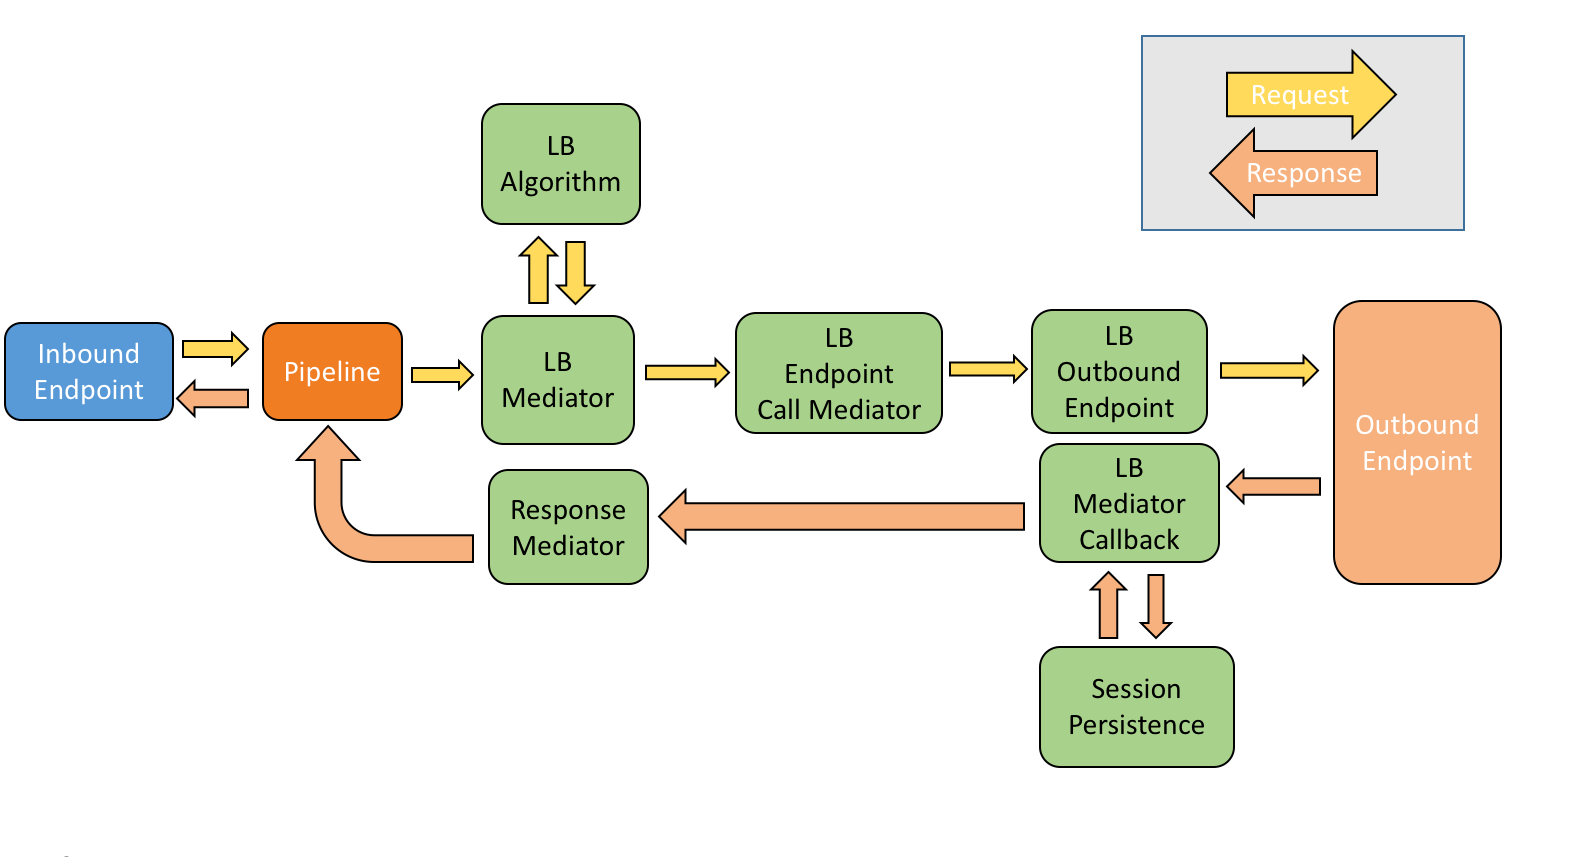 Request
Response
LB
Algorithm
Inbound
Endpoint
Pipeline
LB
Mediator
LB
Endpoint
Call Mediator
LB
Outbound
Endpoint
Outbound
Endpoint
LB
Mediator
Callback
Response
Mediator
Session
Persistence